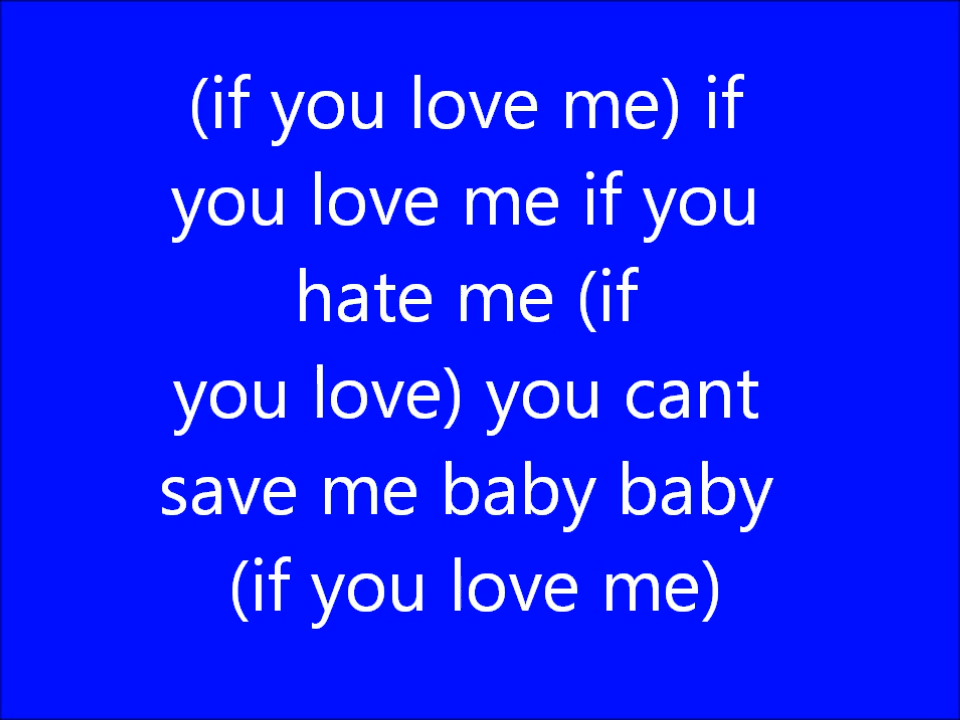 (if you love me) if
you love me if you
hate me (if
you love) you cant
save me baby baby
(if you love me)